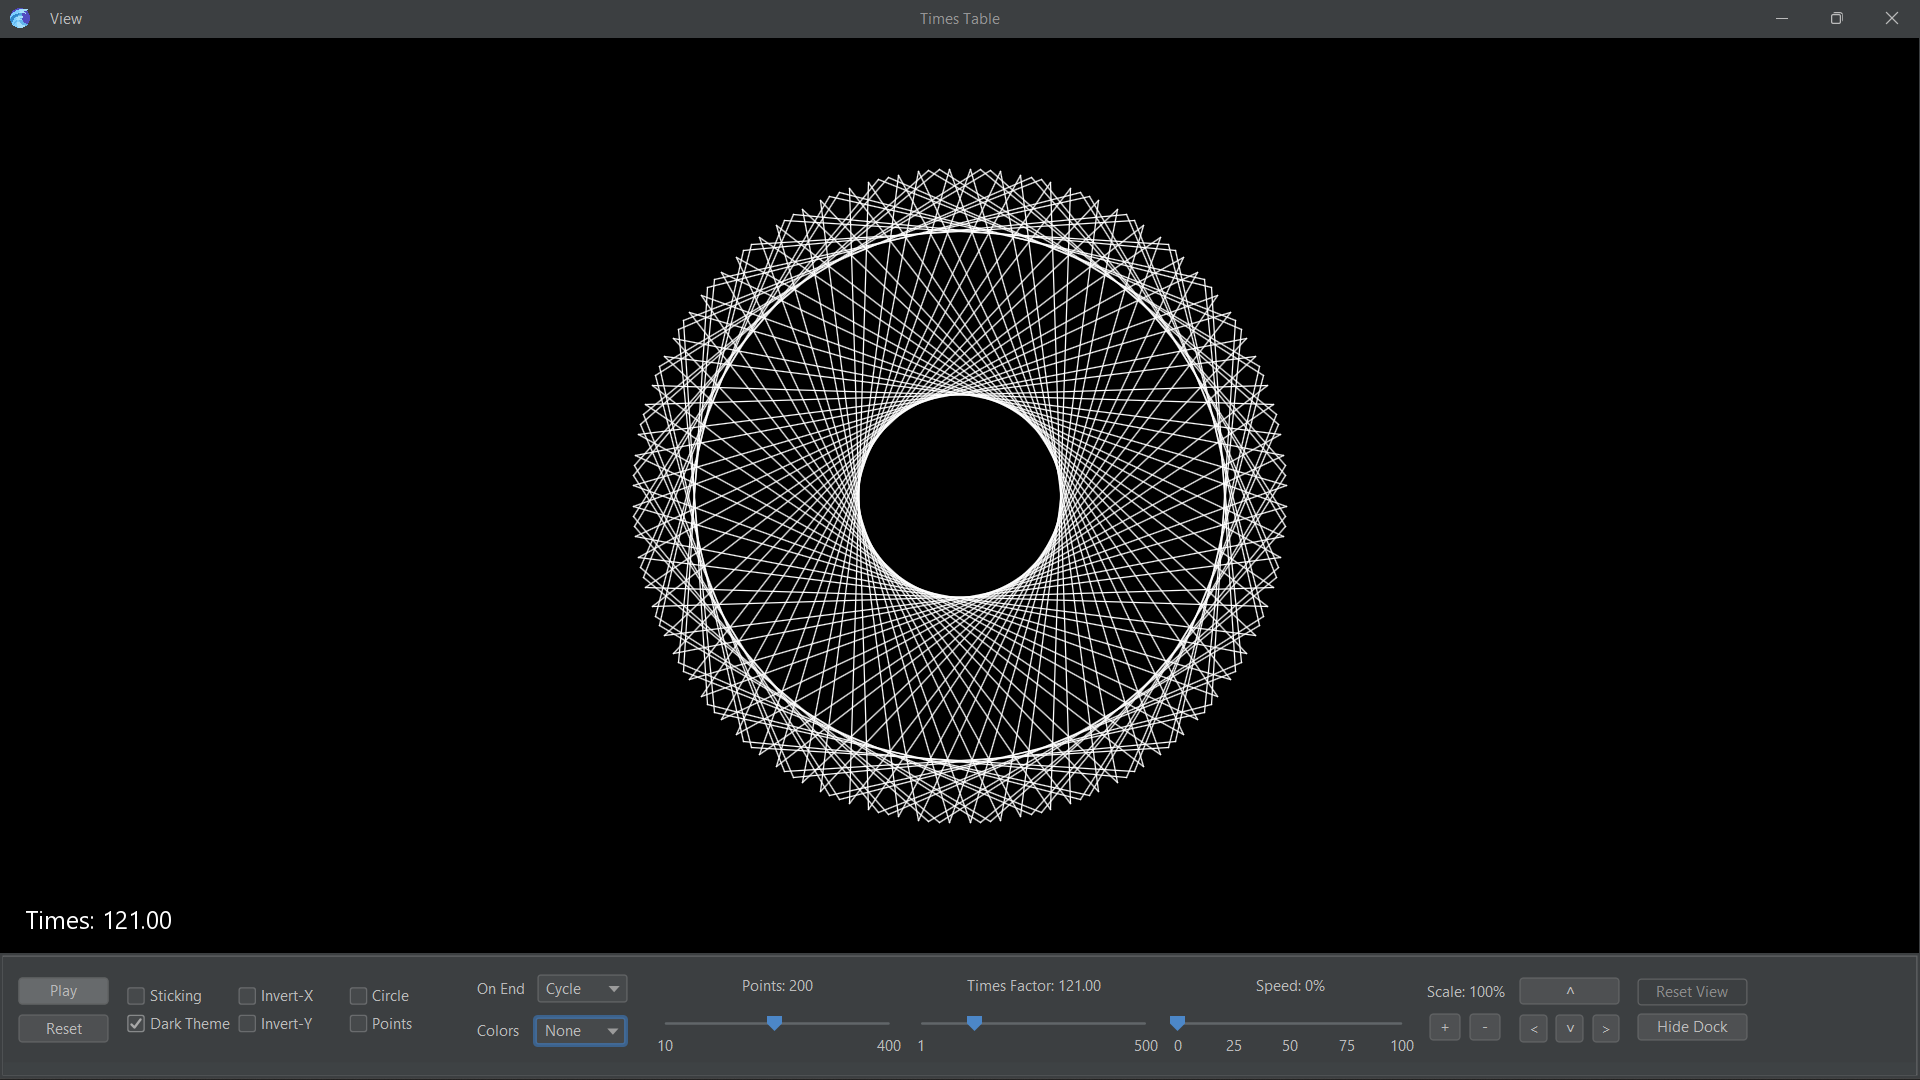 View
Times Table
Times: 121.00
Play
Reset
Sticking
Invert-X
Circle
Dark Theme
Invert-Y
Points
On End
Cycle
Colors
None
Points: 200
10
400
Times Factor: 121.00
1
500
Speed: 0%
0
25
50
75
100
Scale: 100%
+
-
^
<
v
>
Reset View
Hide Dock